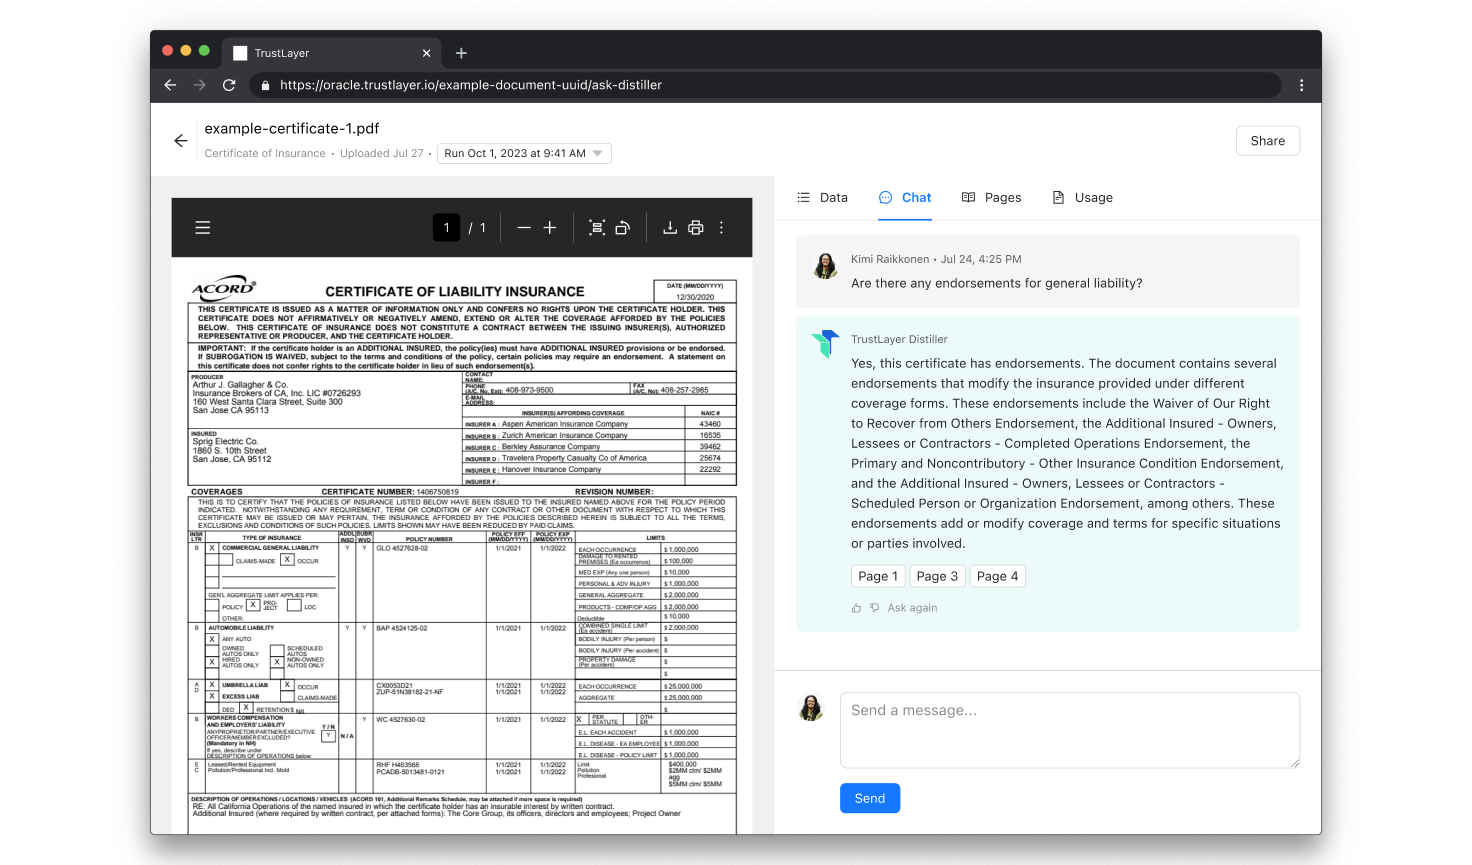 TrustLayer
https://oracle.trustlayer.io/example-document-uuid/ask-distiller
example-certificate-1.pdf
Certificate of Insurance • Uploaded Jul 27 • Run Oct 1, 2023 at 9:41 AM
Share
1 / 1
ACORD®
CERTIFICATE OF LIABILITY INSURANCE
DATE (MM/DD/YYYY)
12/30/2020
THIS CERTIFICATE IS ISSUED AS A MATTER OF INFORMATION ONLY AND CONFERS NO RIGHTS UPON THE CERTIFICATE HOLDER. THIS
CERTIFICATE DOES NOT AFFIRMATIVELY OR NEGATIVELY AMEND, EXTEND OR ALTER THE COVERAGE AFFORDED BY THE POLICIES
BELOW. THIS CERTIFICATE OF INSURANCE DOES NOT CONSTITUTE A CONTRACT BETWEEN THE ISSUING INSURER(S), AUTHORIZED
REPRESENTATIVE OR PRODUCER, AND THE CERTIFICATE HOLDER.
IMPORTANT: If the certificate holder is an ADDITIONAL INSURED, the policy(ies) must have ADDITIONAL INSURED provisions or be endorsed.
If SUBROGATION IS WAIVED, subject to the terms and conditions of the policy, certain policies may require an endorsement. A statement on
this certificate does not confer rights to the certificate holder in lieu of such endorsement(s).
PRODUCER
Arthur J. Gallagher & Co.
Insurance Brokers of CA, Inc. LIC #0726293
160 West Santa Clara Street, Suite 300
San Jose CA 95113
CONTACT NAME:
PHONE (A/C, No, Ext): 408-973-9500
FAX (A/C, No): 408-257-2985
E-MAIL ADDRESS:
INSURER(S) AFFORDING COVERAGE NAIC #
INSURER A : Aspen American Insurance Company 43460
INSURED
Sprig Electric Co.
1860 S. 10th Street
San Jose, CA 95112
INSURER B : Zurich American Insurance Company 16535
INSURER C : Berkley Assurance Company 39462
INSURER D : Travelers Property Casualty Co of America 25674
INSURER E : Hanover Insurance Company 22292
INSURER F :
COVERAGES CERTIFICATE NUMBER: 1406750819 REVISION NUMBER:
THIS IS TO CERTIFY THAT THE POLICIES OF INSURANCE LISTED BELOW HAVE BEEN ISSUED TO THE INSURED NAMED ABOVE FOR THE POLICY PERIOD
INDICATED. NOTWITHSTANDING ANY REQUIREMENT, TERM OR CONDITION OF ANY CONTRACT OR OTHER DOCUMENT WITH RESPECT TO WHICH THIS
CERTIFICATE MAY BE ISSUED OR MAY PERTAIN, THE INSURANCE AFFORDED BY THE POLICIES DESCRIBED HEREIN IS SUBJECT TO ALL THE TERMS,
EXCLUSIONS AND CONDITIONS OF SUCH POLICIES. LIMITS SHOWN MAY HAVE BEEN REDUCED BY PAID CLAIMS.
INSR LTR TYPE OF INSURANCE ADDL INSD SUBR WVD POLICY NUMBER POLICY EFF (MM/DD/YYYY) POLICY EXP (MM/DD/YYYY) LIMITS
B X COMMERCIAL GENERAL LIABILITY Y Y GLO 4527628-02 1/1/2021 1/1/2022 EACH OCCURRENCE $ 1,000,000
CLAIMS-MADE X OCCUR DAMAGE TO RENTED PREMISES (Ea occurrence) $ 100,000
MED EXP (Any one person) $ 10,000
PERSONAL & ADV INJURY $ 1,000,000
GEN'L AGGREGATE LIMIT APPLIES PER: GENERAL AGGREGATE $ 2,000,000
POLICY X PRO-JECT LOC PRODUCTS - COMP/OP AGG $ 2,000,000
OTHER: Deductible $ 10,000
B AUTOMOBILE LIABILITY Y Y BAP 4524125-02 1/1/2021 1/1/2022 COMBINED SINGLE LIMIT (Ea accident) $ 2,000,000
X ANY AUTO BODILY INJURY (Per person) $
OWNED AUTOS ONLY SCHEDULED AUTOS BODILY INJURY (Per accident) $
X HIRED AUTOS ONLY X NON-OWNED AUTOS ONLY PROPERTY DAMAGE (Per accident) $
$
A X UMBRELLA LIAB X OCCUR CX0053D21 1/1/2021 1/1/2022 EACH OCCURRENCE $ 25,000,000
D X EXCESS LIAB CLAIMS-MADE ZUP-51N38182-21-NF 1/1/2021 1/1/2022 AGGREGATE $ 25,000,000
DED X RETENTION $ NIL $
B WORKERS COMPENSATION AND EMPLOYERS' LIABILITY Y / N Y WC 4527630-02 1/1/2021 1/1/2022 X PER STATUTE OTH-ER
ANYPROPRIETOR/PARTNER/EXECUTIVE OFFICER/MEMBER EXCLUDED? Y N / A E.L. EACH ACCIDENT $ 1,000,000
(Mandatory in NH) E.L. DISEASE - EA EMPLOYEE $ 1,000,000
If yes, describe under DESCRIPTION OF OPERATIONS below E.L. DISEASE - POLICY LIMIT $ 1,000,000
E Leased/Rented Equipment RHF H463568 1/1/2021 1/1/2022 Limit $400,000
C Pollution/Professional Incl. Mold PCADB-5013481-0121 1/1/2021 1/1/2022 Pollution $2MM clm/ $2MM agg
Profesional $5MM clm/ $5MM
DESCRIPTION OF OPERATIONS / LOCATIONS / VEHICLES (ACORD 101, Additional Remarks Schedule, may be attached if more space is required)
RE: All California Operations of the named insured in which the certificate holder has an insurable interest by written contract.
Additional Insured (where required by written contract, per attached forms): The Core Group, its officers, directors and employees; Project Owner
Data Chat Pages Usage
Kimi Raikkonen • Jul 24, 4:25 PM
Are there any endorsements for general liability?
TrustLayer Distiller
Yes, this certificate has endorsements. The document contains several
endorsements that modify the insurance provided under different
coverage forms. These endorsements include the Waiver of Our Right
to Recover from Others Endorsement, the Additional Insured - Owners,
Lessees or Contractors - Completed Operations Endorsement, the
Primary and Noncontributory - Other Insurance Condition Endorsement,
and the Additional Insured - Owners, Lessees or Contractors -
Scheduled Person or Organization Endorsement, among others. These
endorsements add or modify coverage and terms for specific situations
or parties involved.
Page 1 Page 3 Page 4
Ask again
Send a message...
Send